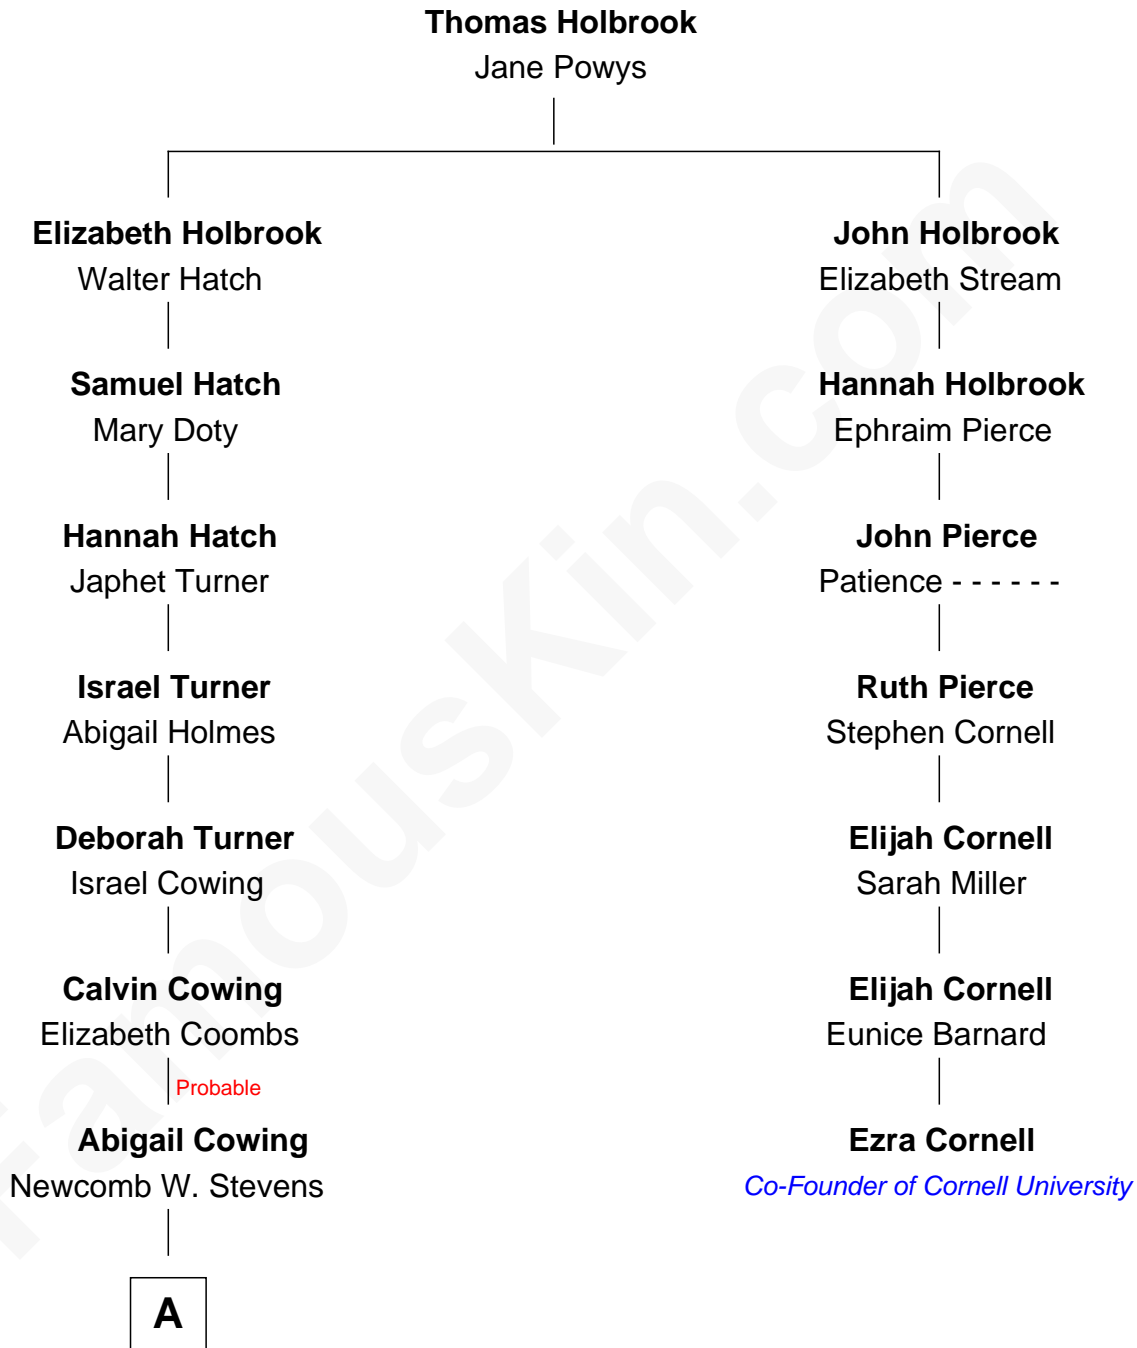 Thomas Holbrook
Jane Powys
Elizabeth Holbrook
Walter Hatch
John Holbrook
Elizabeth Stream
Samuel Hatch
Mary Doty
Hannah Holbrook
Ephraim Pierce
Hannah Hatch
Japhet Turner
John Pierce
Patience - - - - - -
Israel Turner
Abigail Holmes
Ruth Pierce
Stephen Cornell
Deborah Turner
Israel Cowing
Elijah Cornell
Sarah Miller
Calvin Cowing
Elizabeth Coombs
Elijah Cornell
Eunice Barnard
Probable
Abigail Cowing
Newcomb W. Stevens
Ezra Cornell
Co-Founder of Cornell University
A
FamousKin.com